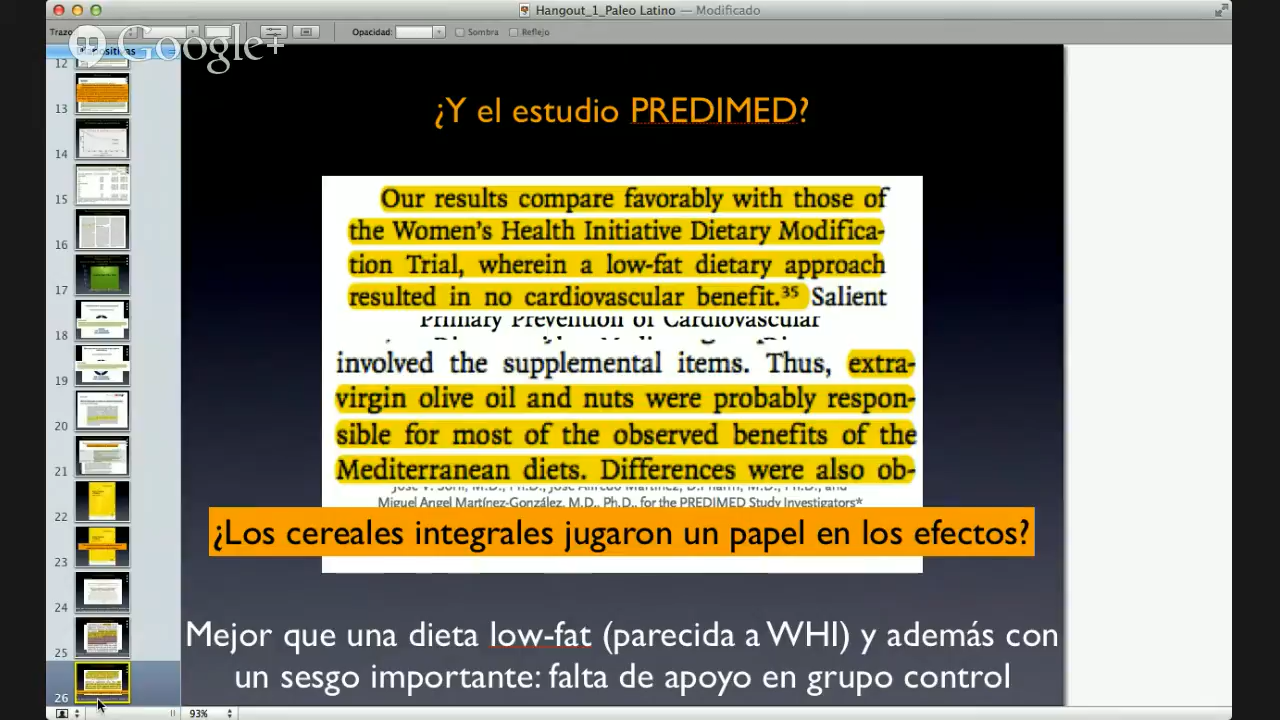 Hangout_1_Paleo Latino — Modificado
Opacidad: Sombra Reflejo
Google+
12
13
14
15
16
17
18
19
20
21
22
23
24
25
26
¿Y el estudio PREDIMED?
Our results compare favorably with those of
the Women's Health Initiative Dietary Modifica-
tion Trial, wherein a low-fat dietary approach
resulted in no cardiovascular benefit.³⁵ Salient
Primary Prevention of Cardiovascular
involved the supplemental items. Thus, extra-
virgin olive oil and nuts were probably respon-
sible for most of the observed benefits of the
Mediterranean diets. Differences were also ob-
Miguel Angel Martínez-González, M.D., Ph.D., for the PREDIMED Study Investigators*
¿Los cereales integrales jugaron un papel en los efectos?
Mejor que una dieta low-fat (parecida a WHI) y además con
un sesgo importante: falta de apoyo en grupo control
93%